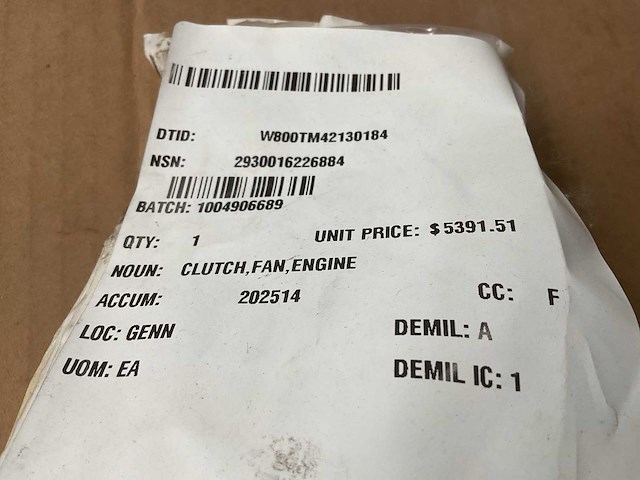 DTID: W800TM42130184
NSN: 2930016226884
BATCH: 1004906689
QTY: 1 UNIT PRICE: $5391.51
NOUN: CLUTCH,FAN,ENGINE
ACCUM: 202514 CC: F
LOC: GENN DEMIL: A
UOM: EA DEMIL IC: 1